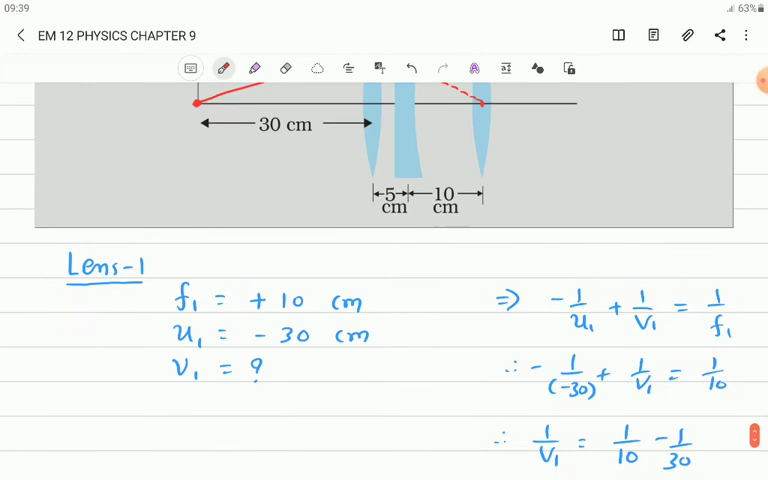 09:39 63%
EM 12 PHYSICS CHAPTER 9
30 cm
5 cm
10 cm
Lens-1
f₁ = + 10 cm
u₁ = - 30 cm
v₁ = ?
⇒ - 1/u₁ + 1/v₁ = 1/f₁
∴ - 1/(-30) + 1/v₁ = 1/10
∴ 1/v₁ = 1/10 - 1/30